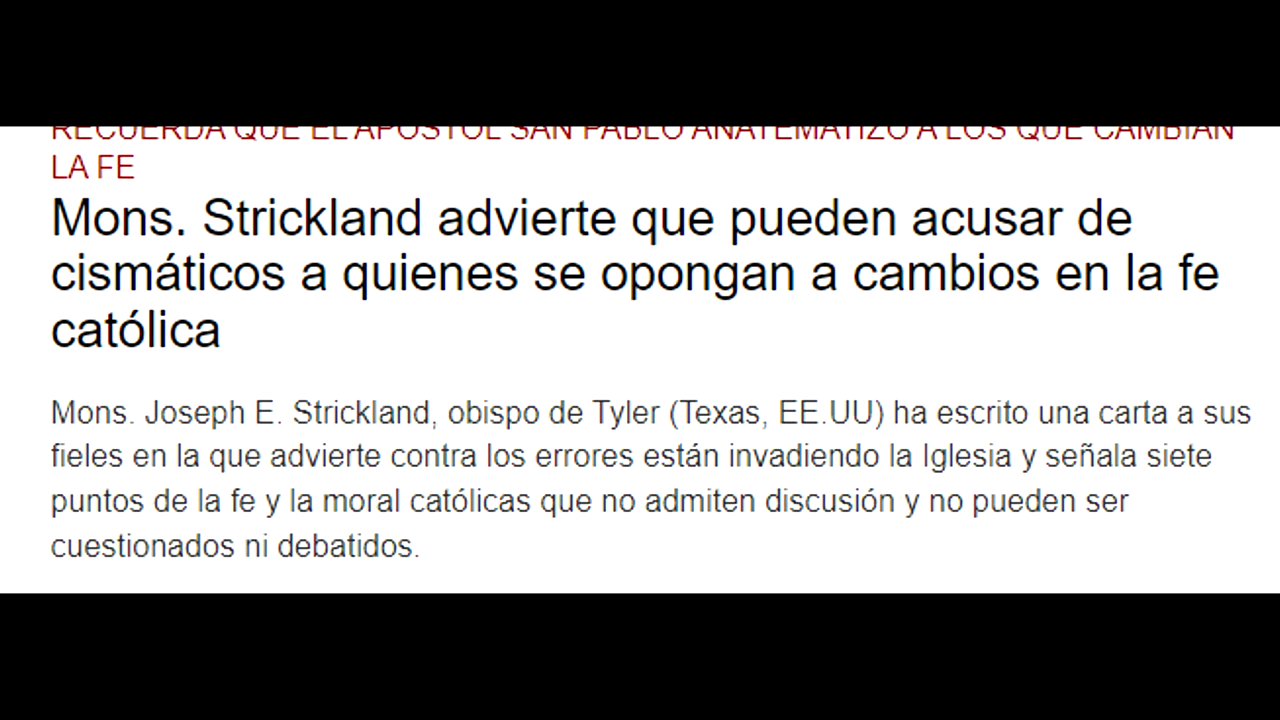 RECUERDA QUE EL APÓSTOL SAN PABLO ANATEMATIZÓ A LOS QUE CAMBIAN
LA FE
Mons. Strickland advierte que pueden acusar de
cismáticos a quienes se opongan a cambios en la fe
católica
Mons. Joseph E. Strickland, obispo de Tyler (Texas, EE.UU) ha escrito una carta a sus
fieles en la que advierte contra los errores están invadiendo la Iglesia y señala siete
puntos de la fe y la moral católicas que no admiten discusión y no pueden ser
cuestionados ni debatidos.